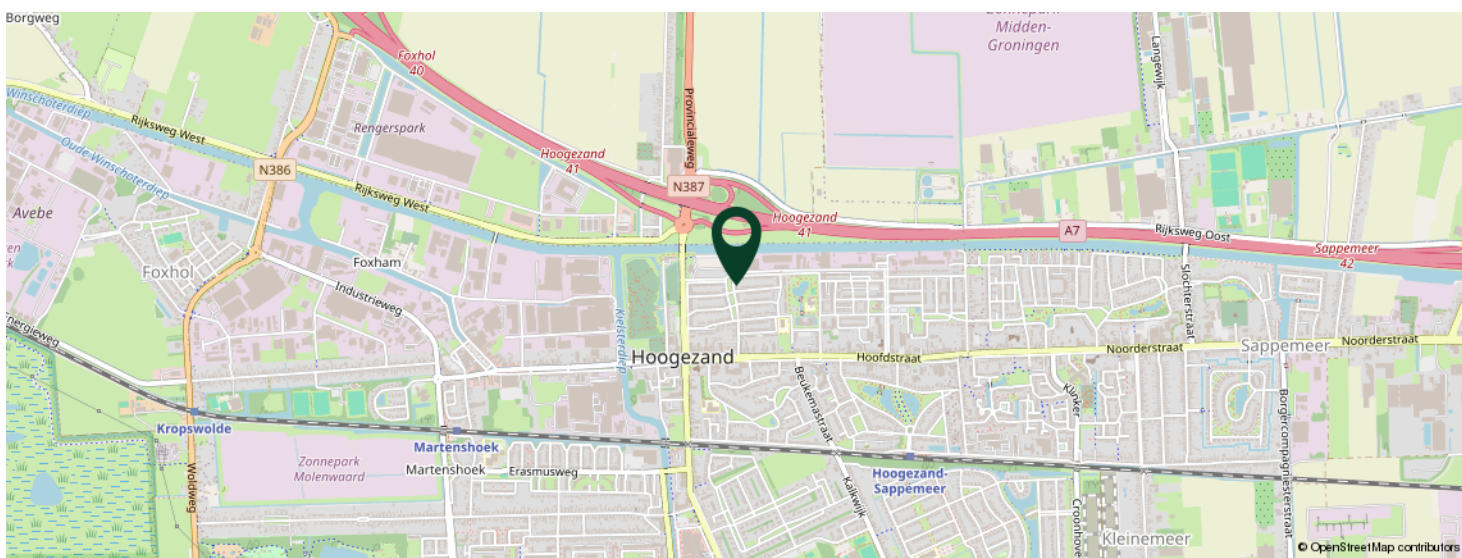 Borgweg
Zonnepark
Midden-
Groningen
Langewijk
Foxhol
40
Winschoterdiep
Oude Winschoterdiep
Rijksweg West
Rengerspark
Provincialeweg
Hoogezand
41
N386
N387
Rijksweg West
Avebe
Hoogezand
41
A7
Rijksweg Oost
Sappemeer
42
Foxhol
Foxham
Industrieweg
Kielsterdiep
Slochterstraat
Energieweg
Hoogezand
Hoofdstraat
Noorderstraat
Sappemeer
Noorderstraat
Beukemastraat
Klinker
Borgercompagniesterstraat
Kropswolde
Martenshoek
Zonnepark
Molenwaard
Martenshoek
Erasmusweg
Hoogezand-
Sappemeer
Woldweg
Kalkwijk
Croonhoven
Kleinemeer
© OpenStreetMap contributors